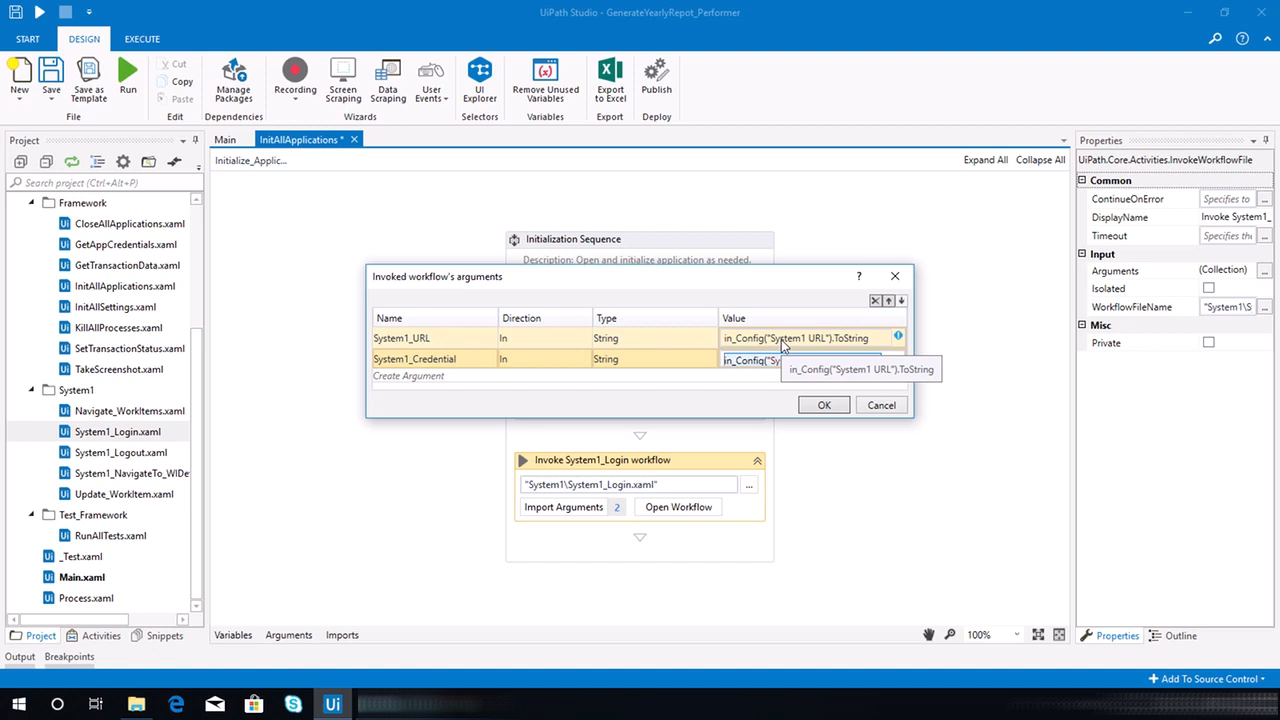 UiPath Studio - GenerateYearlyRepot_Performer
START
DESIGN
EXECUTE
New
Save
Save as Template
Run
Cut
Copy
Paste
Manage Packages
Recording
Screen Scraping
Data Scraping
User Events
UI Explorer
Remove Unused Variables
Export to Excel
Publish
File
Edit
Dependencies
Wizards
Selectors
Variables
Export
Deploy
Project
Search project (Ctrl+Alt+P)
Framework
CloseAllApplications.xaml
GetAppCredentials.xaml
GetTransactionData.xaml
InitAllApplications.xaml
InitAllSettings.xaml
KillAllProcesses.xaml
SetTransactionStatus.xaml
TakeScreenshot.xaml
System1
Navigate_WorkItems.xaml
System1_Login.xaml
System1_Logout.xaml
System1_NavigateTo_WIDe
Update_WorkItem.xaml
Test_Framework
RunAllTests.xaml
_Test.xaml
Main.xaml
Process.xaml
Project
Activities
Snippets
Main
InitAllApplications *
Initialize_Applic...
Expand All
Collapse All
Initialization Sequence
Description: Open and initialize application as needed.
Invoked workflow's arguments
?
Name Direction Type Value
System1_URL In String in_Config("System1 URL").ToString
System1_Credential In String in_Config("Sy
in_Config("System1 URL").ToString
Create Argument
OK
Cancel
Invoke System1_Login workflow
"System1\System1_Login.xaml"
...
Import Arguments 2
Open Workflow
Variables
Arguments
Imports
100%
Properties
UiPath.Core.Activities.InvokeWorkflowFile
Common
ContinueOnError Specifies to ...
DisplayName Invoke System1_
Timeout Specifies the ...
Input
Arguments (Collection) ...
Isolated
WorkflowFileName "System1\S ...
Misc
Private
Properties
Outline
Output
Breakpoints
Add To Source Control
Ui